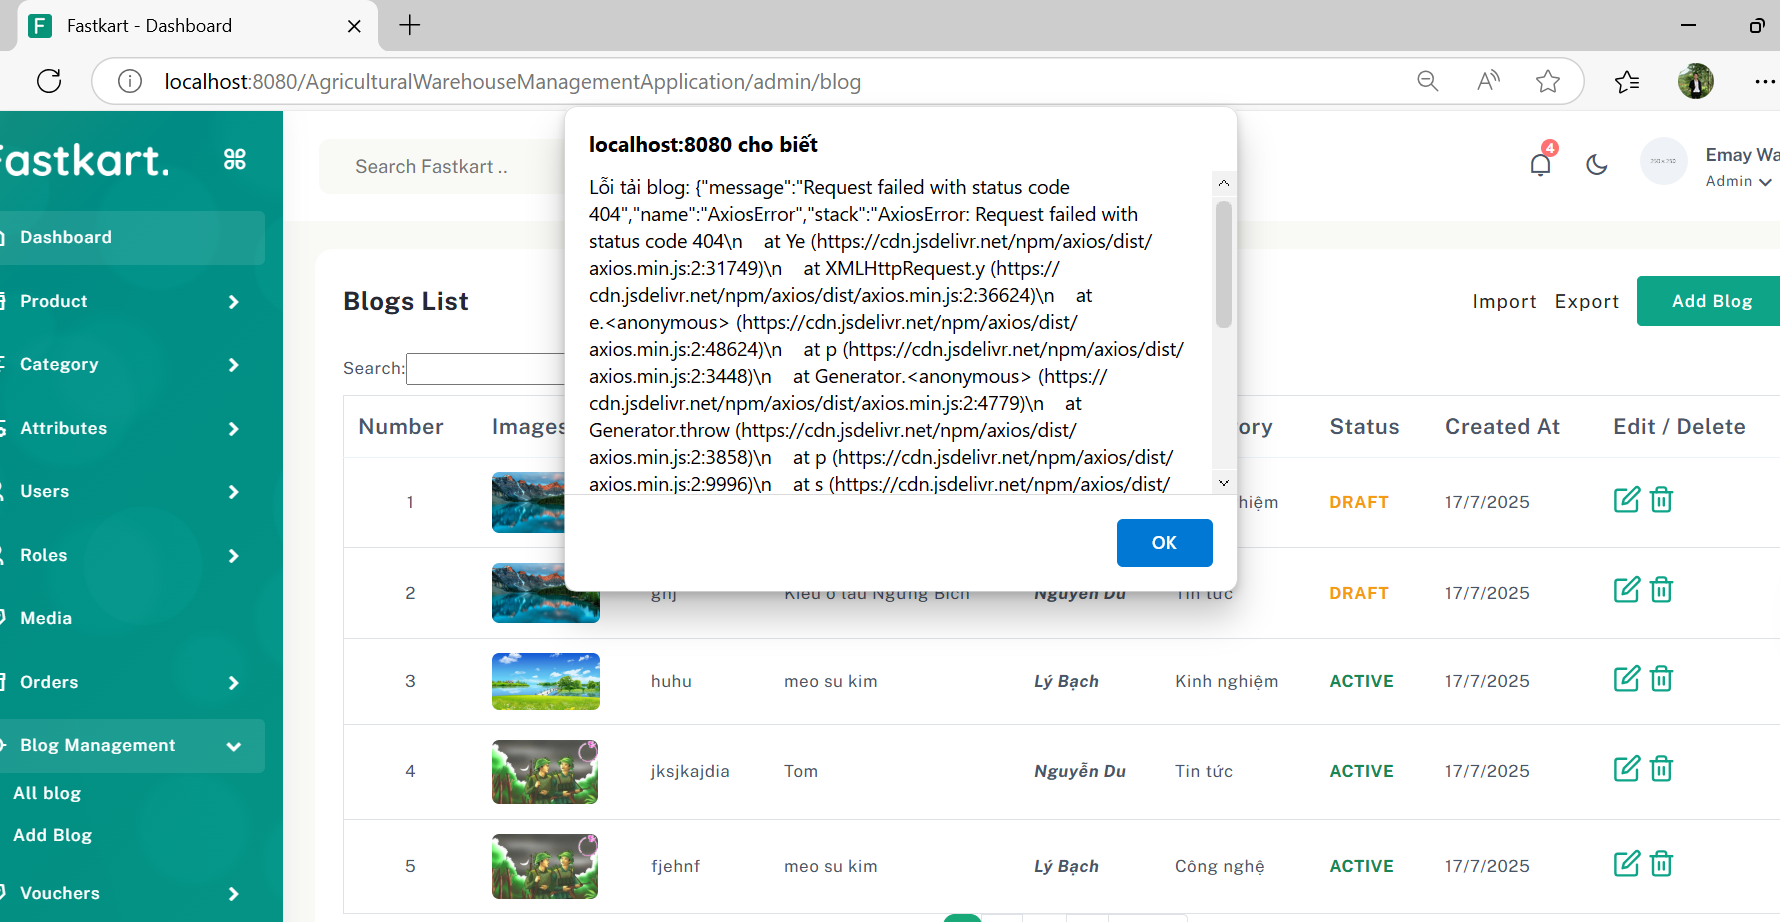 Fastkart - Dashboard
localhost:8080/AgriculturalWarehouseManagementApplication/admin/blog
localhost:8080 cho biết
Lỗi tải blog: {"message":"Request failed with status code
404","name":"AxiosError","stack":"AxiosError: Request failed with
status code 404\n    at Ye (https://cdn.jsdelivr.net/npm/axios/dist/
axios.min.js:2:31749)\n    at XMLHttpRequest.y (https://
cdn.jsdelivr.net/npm/axios/dist/axios.min.js:2:36624)\n    at
e.<anonymous> (https://cdn.jsdelivr.net/npm/axios/dist/
axios.min.js:2:48624)\n    at p (https://cdn.jsdelivr.net/npm/axios/dist/
axios.min.js:2:3448)\n    at Generator.<anonymous> (https://
cdn.jsdelivr.net/npm/axios/dist/axios.min.js:2:4779)\n    at
Generator.throw (https://cdn.jsdelivr.net/npm/axios/dist/
axios.min.js:2:3858)\n    at p (https://cdn.jsdelivr.net/npm/axios/dist/
axios.min.js:2:9996)\n    at s (https://cdn.jsdelivr.net/npm/axios/dist/
OK
Fastkart.
Dashboard
Product
Category
Attributes
Users
Roles
Media
Orders
Blog Management
All blog
Add Blog
Vouchers
Search Fastkart ..
4
Emay Wa
Admin
Blogs List
Import Export Add Blog
Search:
Number Images ory Status Created At Edit / Delete
1 hiệm DRAFT 17/7/2025
2 ghj Kiều ở lầu Ngưng Bích Nguyễn Du Tin tức DRAFT 17/7/2025
3 huhu meo su kim Lý Bạch Kinh nghiệm ACTIVE 17/7/2025
4 jksjkajdia Tom Nguyễn Du Tin tức ACTIVE 17/7/2025
5 fjehnf meo su kim Lý Bạch Công nghệ ACTIVE 17/7/2025